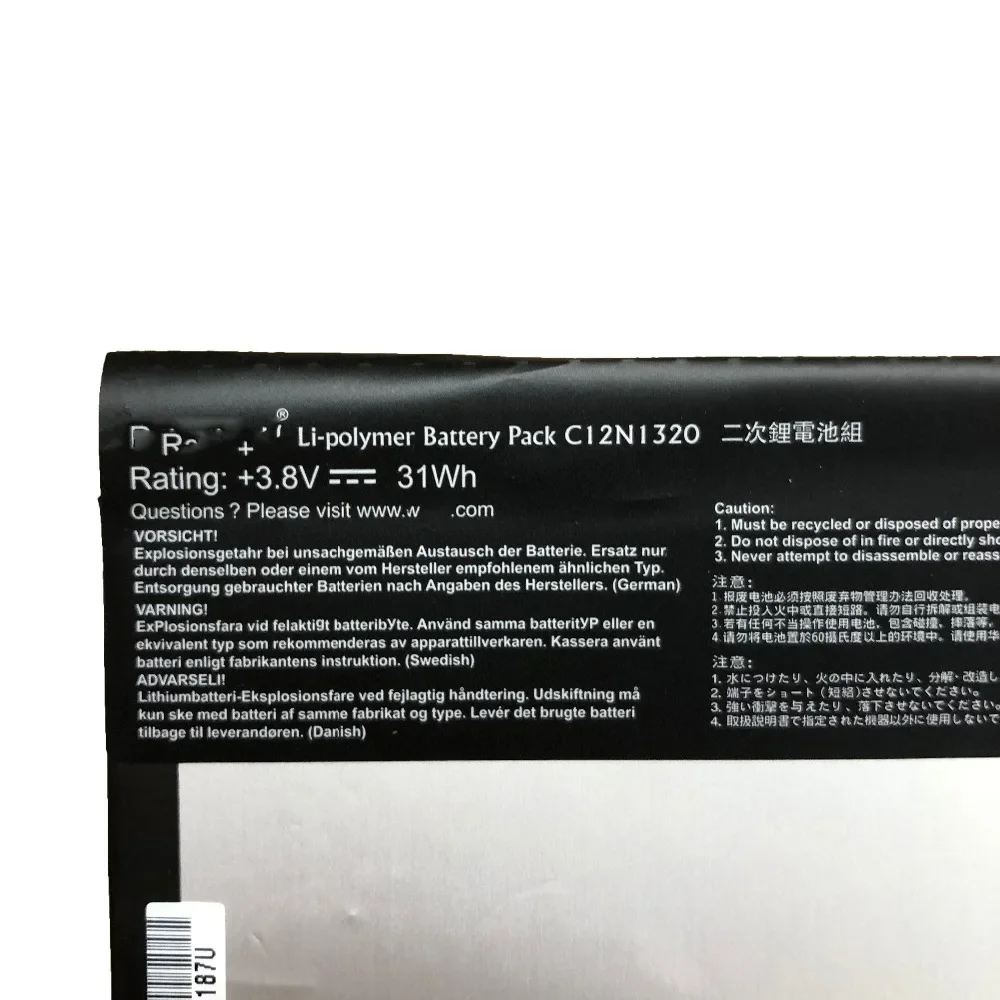 ® Li-polymer Battery Pack C12N1320 二次鋰電池組
Rating: +3.8V 31Wh
Questions ? Please visit www.w .com
VORSICHT!
Explosionsgetahr bei unsachgemäßen Austausch der Batterie. Ersatz nur
durch denselben oder einem vom Hersteller empfohlenem ähnlichen Typ.
Entsorgung gebrauchter Batterien nach Angaben des Herstellers. (German)
VARNING!
ExPlosionsfara vid felakti9t batteribYte. Använd samma batteritYP eller en
ekvivalent typ som rekommenderas av apparattillverkaren. Kassera använt
batteri enligt fabrikantens instruktion. (Swedish)
ADVARSELI!
Lithiumbatteri-Eksplosionsfare ved fejlagtig håndtering. Udskiftning må
kun ske med batteri af samme fabrikat og type. Levér det brugte batteri
tilbage til leverandøren. (Danish)
Caution:
1. Must be recycled or disposed of prope
2. Do not dispose of in fire or directly sho
3. Never attempt to disassemble or reass
注意:
1.报废电池必须按照废弃物管理办法回收处理。
2.禁止投入火中或直接短路。请勿自行拆解或组装电
3.若有任何不当操作使用电池，包含碰撞，摔落等，
4.请勿将电池置於60摄氏度以上的环境中。请使用华
注意:
1. 水につけたり、火の中に入れたり、分解・改造し
2. 端子をショート（短絡）させないでください。
3. 強い衝撃を与えたり、落下させないでください。
4. 取扱説明書で指定された機器以外に使用しないで
187U